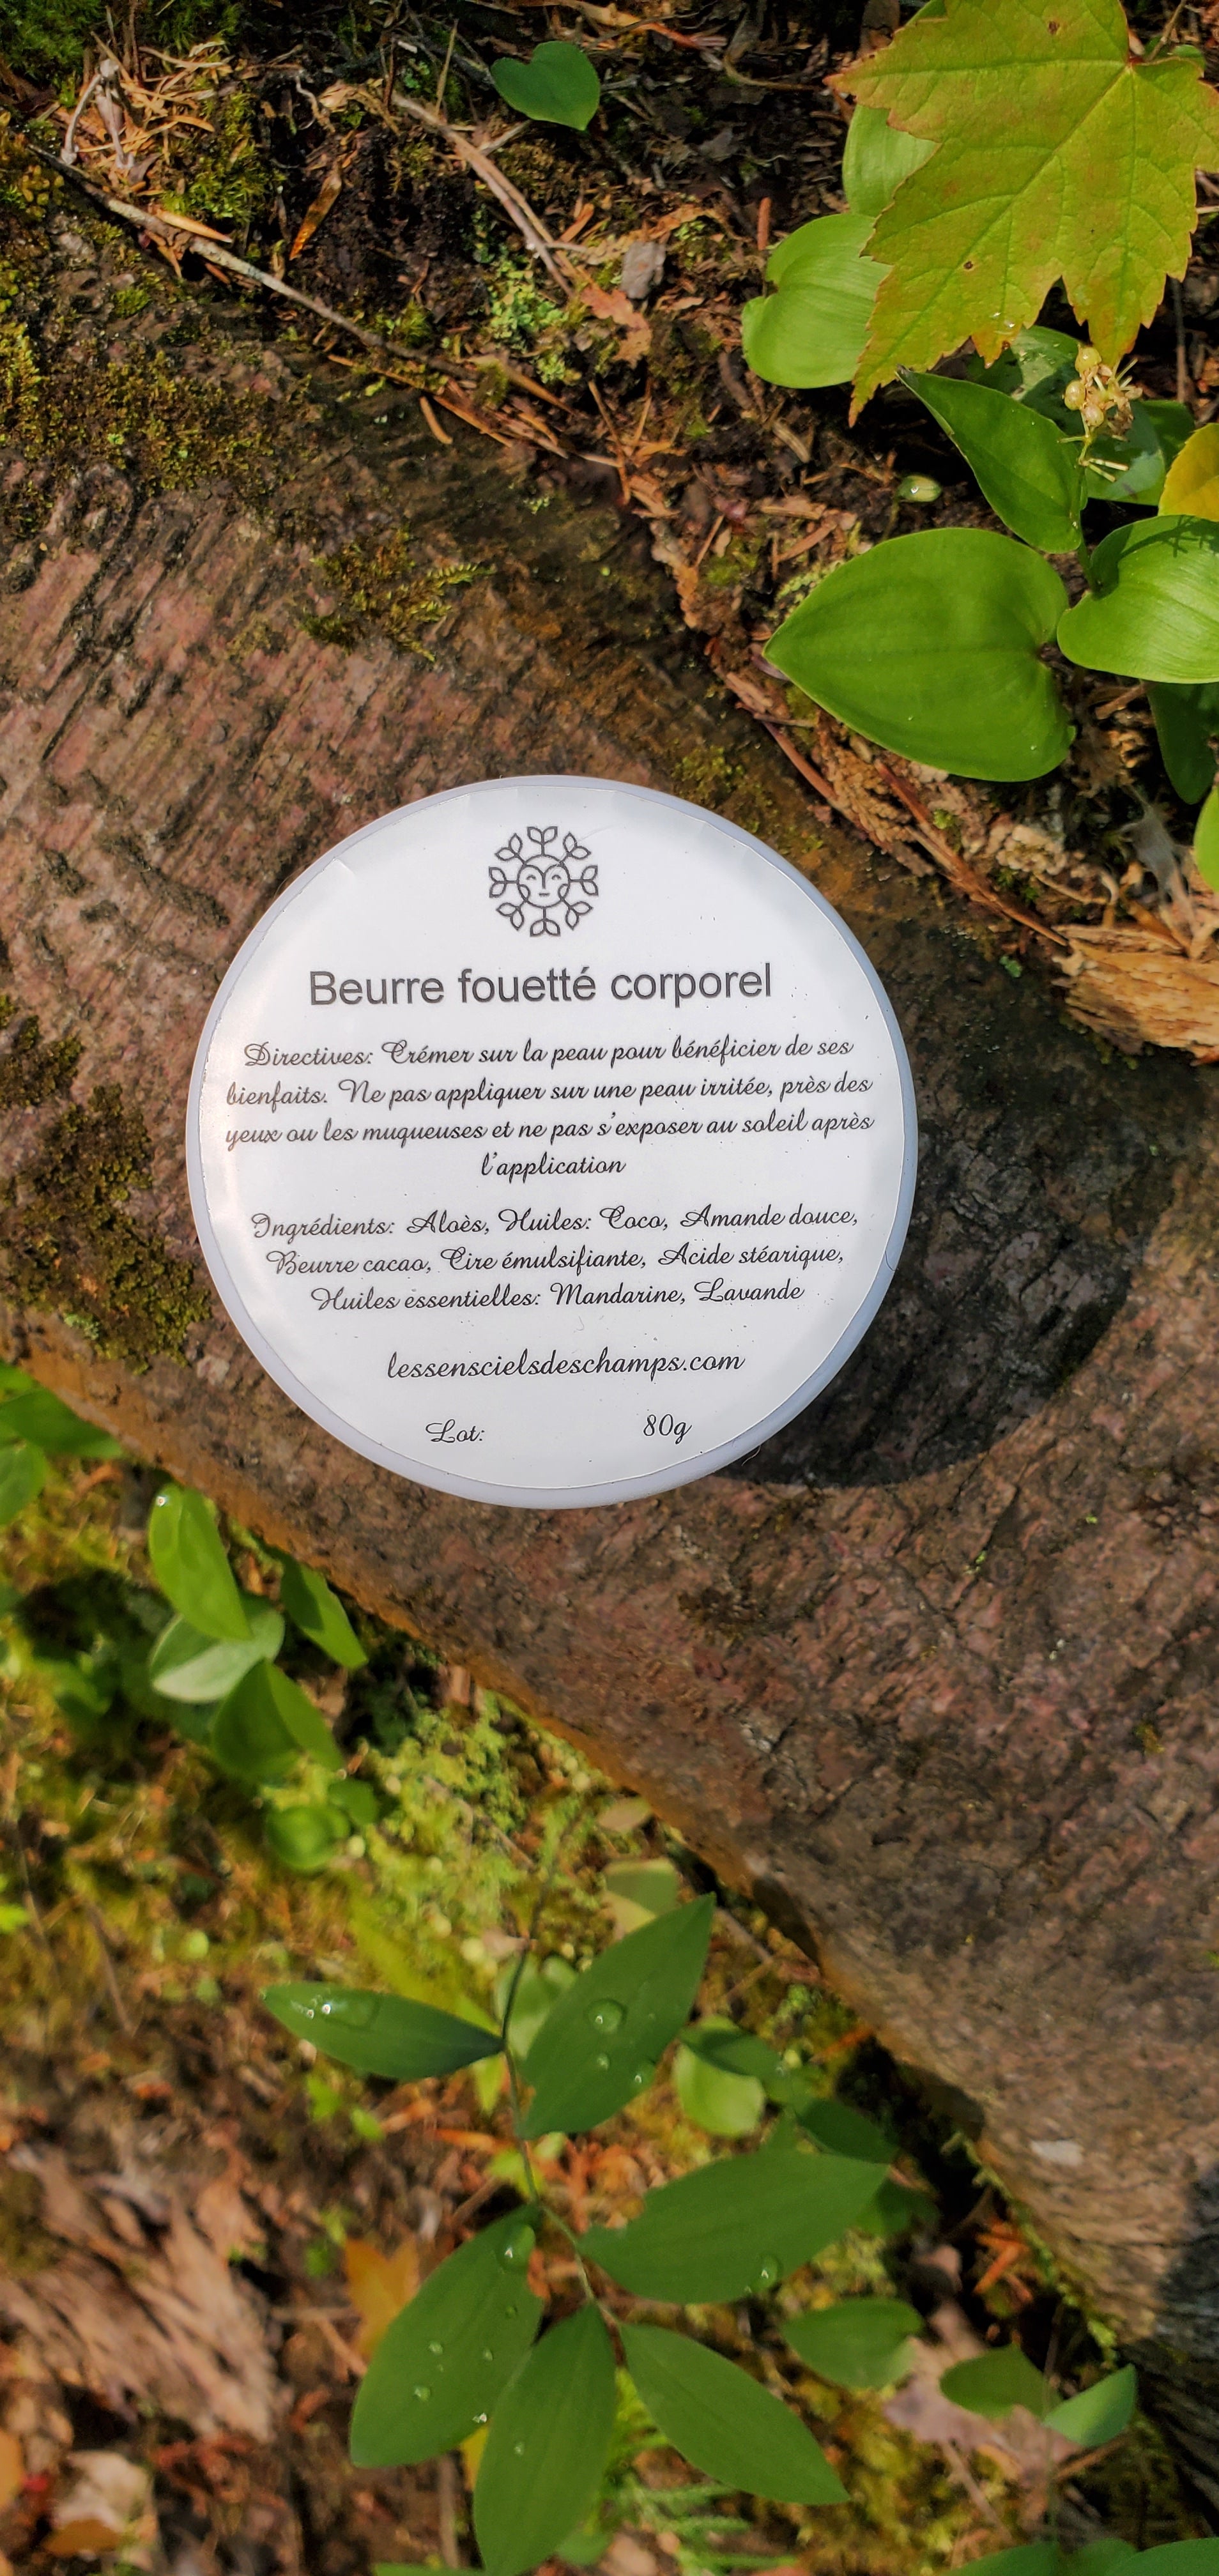 Beurre fouetté corporel
Directives: Crémer sur la peau pour bénéficier de ses
bienfaits. Ne pas appliquer sur une peau irritée, près des
yeux ou les muqueuses et ne pas s'exposer au soleil après
l'application
Ingrédients: Aloès, Huiles: Coco, Amande douce,
Beurre cacao, Cire émulsifiante, Acide stéarique,
Huiles essentielles: Mandarine, Lavande
lessenscielsdeschamps.com
Lot: 80g